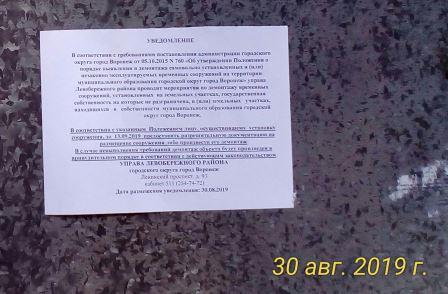 УВЕДОМЛЕНИЕ
В соответствии с требованиями постановления администрации городского
округа город Воронеж от 05.10.2015 N 760 «Об утверждении Положения о
порядке выявления и демонтажа самовольно установленных и (или)
незаконно эксплуатируемых временных сооружений на территории
муниципального образования городской округ город Воронеж» управа
Левобережного района проводит мероприятия по демонтажу временных
сооружений, установленных на земельных участках, государственная
собственность на которые не разграничена, и (или) земельных участках,
находящихся в собственности муниципального образования городской
округ город Воронеж.
В соответствии с указанным Положением лицу, осуществившему установку
сооружения, до 13.09.2019 предоставить разрешительную документацию на
размещение сооружения либо произвести его демонтаж
В случае невыполнения требований демонтаж объекта будет произведен в
принудительном порядке в соответствии с действующим законодательством
УПРАВА ЛЕВОБЕРЕЖНОГО РАЙОНА
городского округа город Воронеж
Ленинский проспект, д. 93
кабинет 511 (254-74-72)
Дата размещения уведомления: 30.08.2019
30 авг. 2019 г.